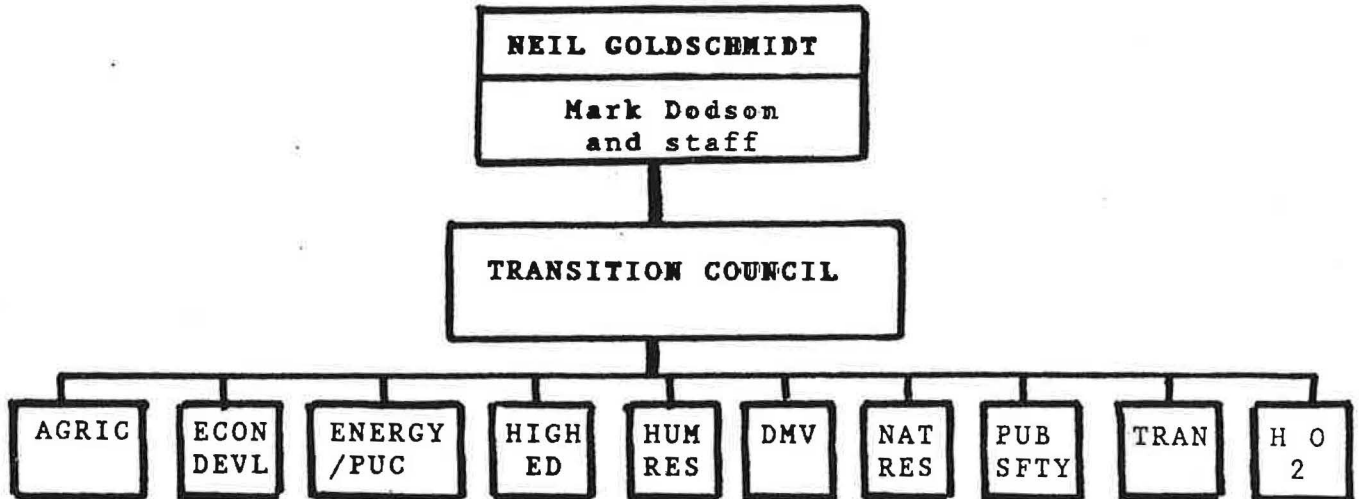 NEIL GOLDSCHMIDT
Mark Dodson
and staff
TRANSITION COUNCIL
AGRIC
ECON
DEVL
ENERGY
/PUC
HIGH
ED
HUM
RES
DMV
NAT
RES
PUB
SFTY
TRAN
H O
2